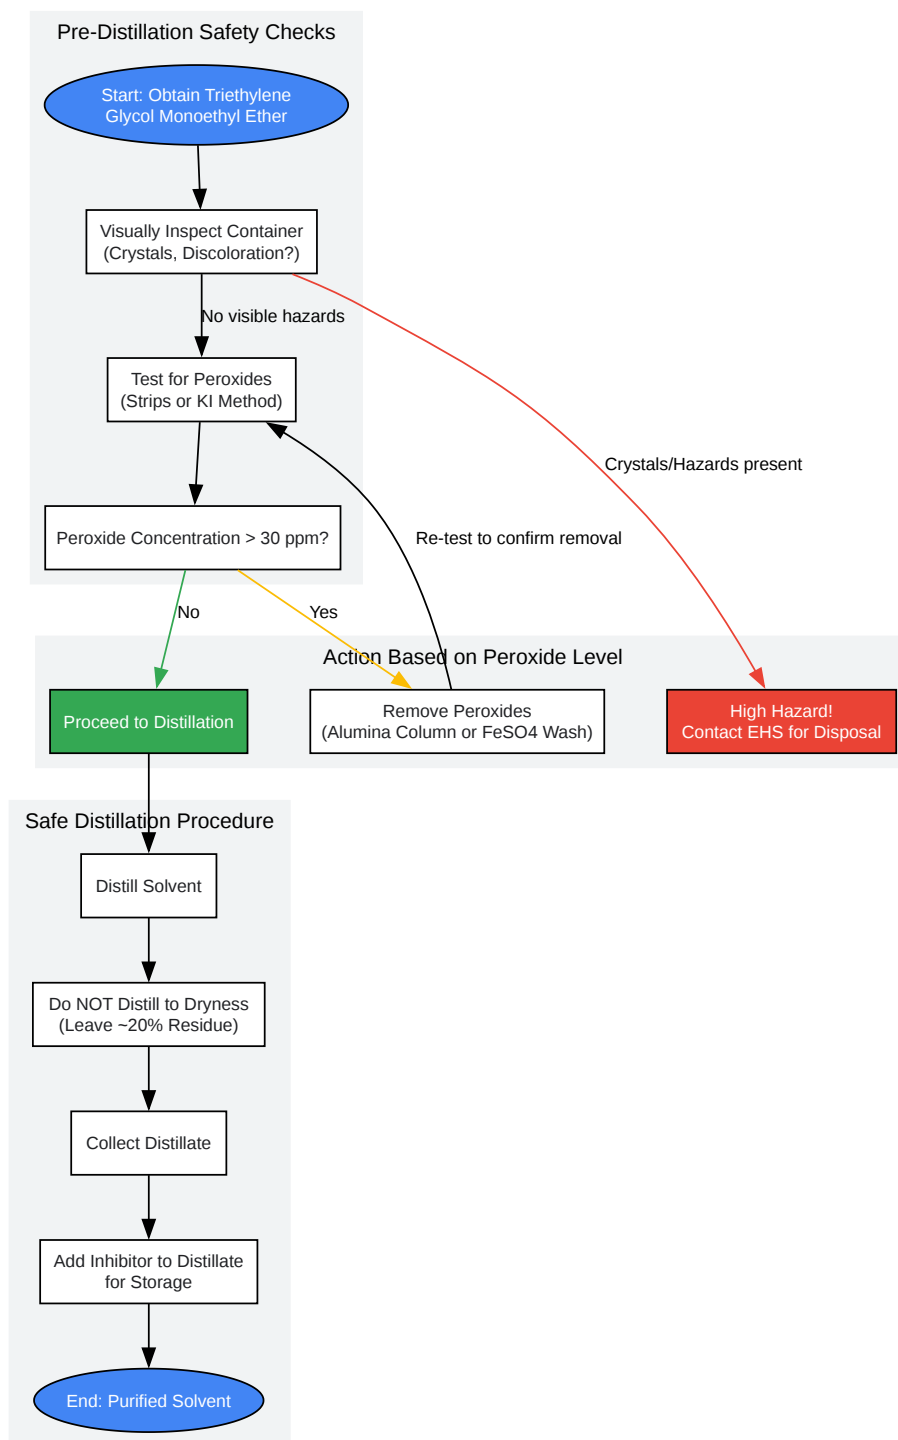 Pre-Distillation Safety Checks
Start: Obtain Triethylene
Glycol Monoethyl Ether
Visually Inspect Container
(Crystals, Discoloration?)
No visible hazards
Test for Peroxides
(Strips or KI Method)
Crystals/Hazards present
Peroxide Concentration > 30 ppm?
Re-test to confirm removal
No
Yes
Action Based on Peroxide Level
Proceed to Distillation
Remove Peroxides
(Alumina Column or FeSO4 Wash)
High Hazard!
Contact EHS for Disposal
Safe Distillation Procedure
Distill Solvent
Do NOT Distill to Dryness
(Leave ~20% Residue)
Collect Distillate
Add Inhibitor to Distillate
for Storage
End: Purified Solvent